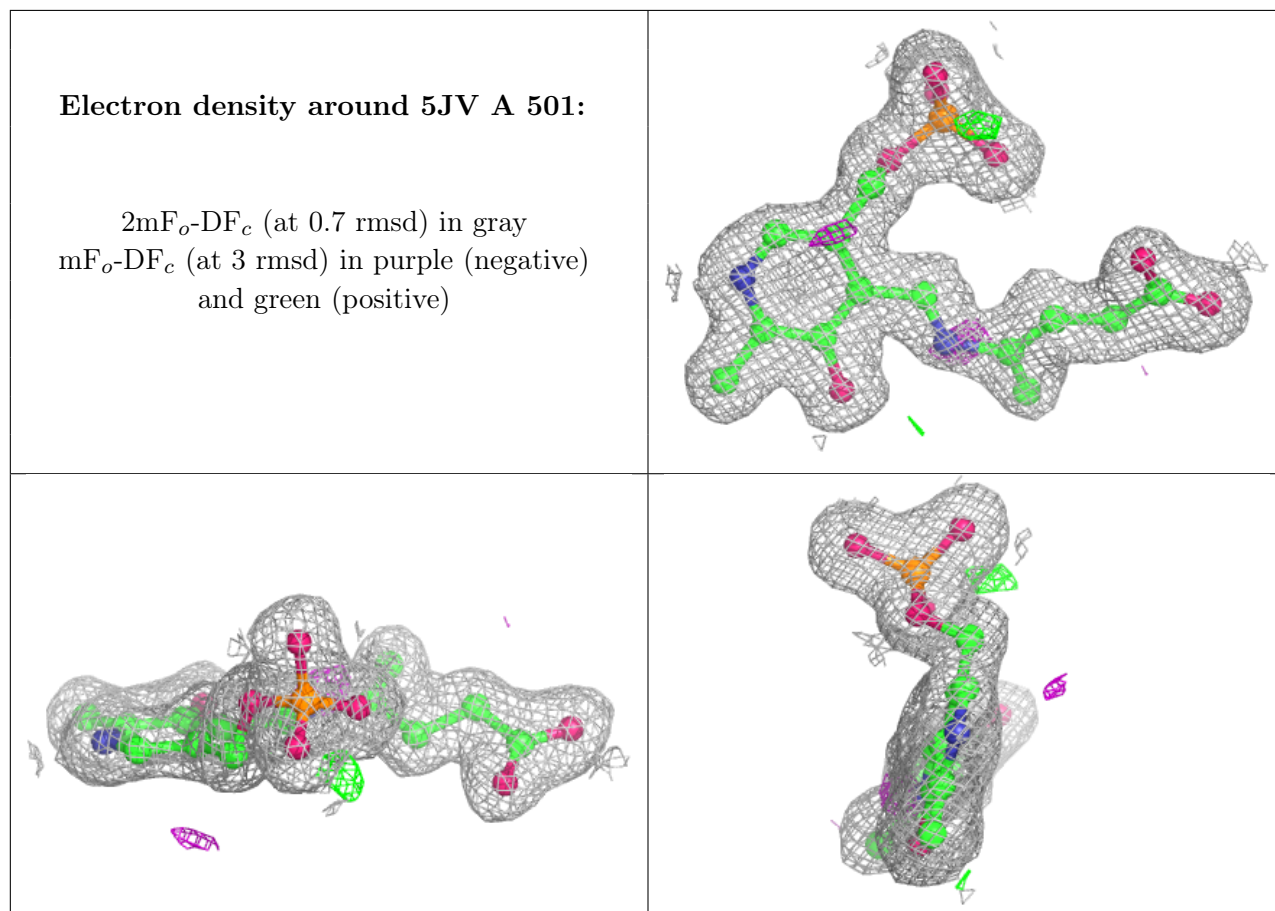 Electron density around 5JV A 501:
2mFo-DFc (at 0.7 rmsd) in gray
mFo-DFc (at 3 rmsd) in purple (negative)
and green (positive)